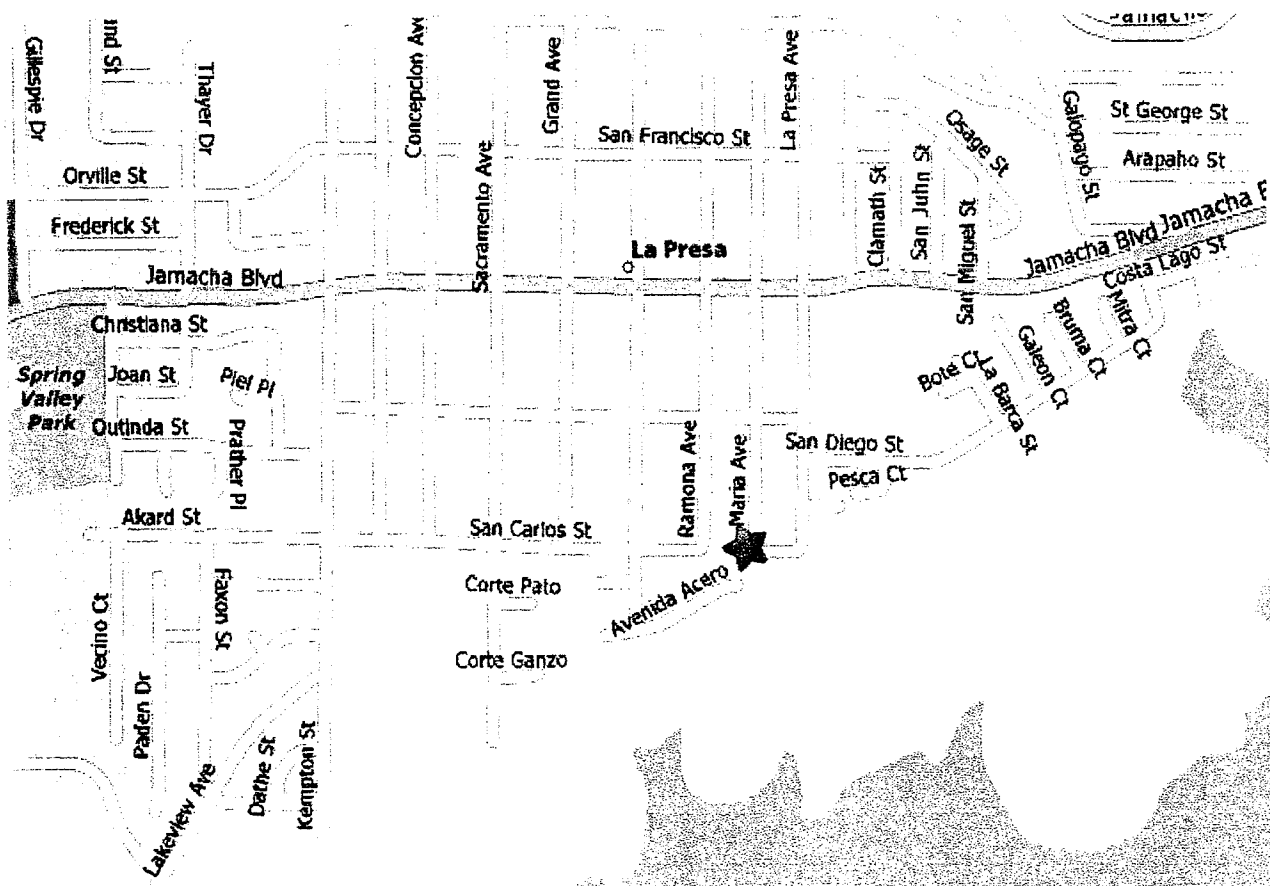 Jamacha
Gillespie Dr
ind St
Thayer Dr
Concepcion Ave
Grand Ave
La Presa Ave
San Francisco St
Osage St
Galopago St
St George St
Arapaho St
Orville St
Frederick St
Sacramento Ave
Clamath St
San Juhn St
San Miguel St
La Presa
Jamacha Blvd
Jamacha Blvd
Jamacha B
Costa Lago St
Christiana St
Spring
Valley
Park
Joan St
Piel Pl
Outinda St
Prather Pl
Bote Ct
La Barca St
Galeon Ct
Bruma Ct
Mitra Ct
Ramona Ave
Maria Ave
San Diego St
Pesca Ct
Akard St
San Carlos St
Corte Pato
Avenida Acero
Vecino Ct
Faxon St
Corte Ganzo
Paden Dr
Dathe St
Kempton St
Lakeview Ave